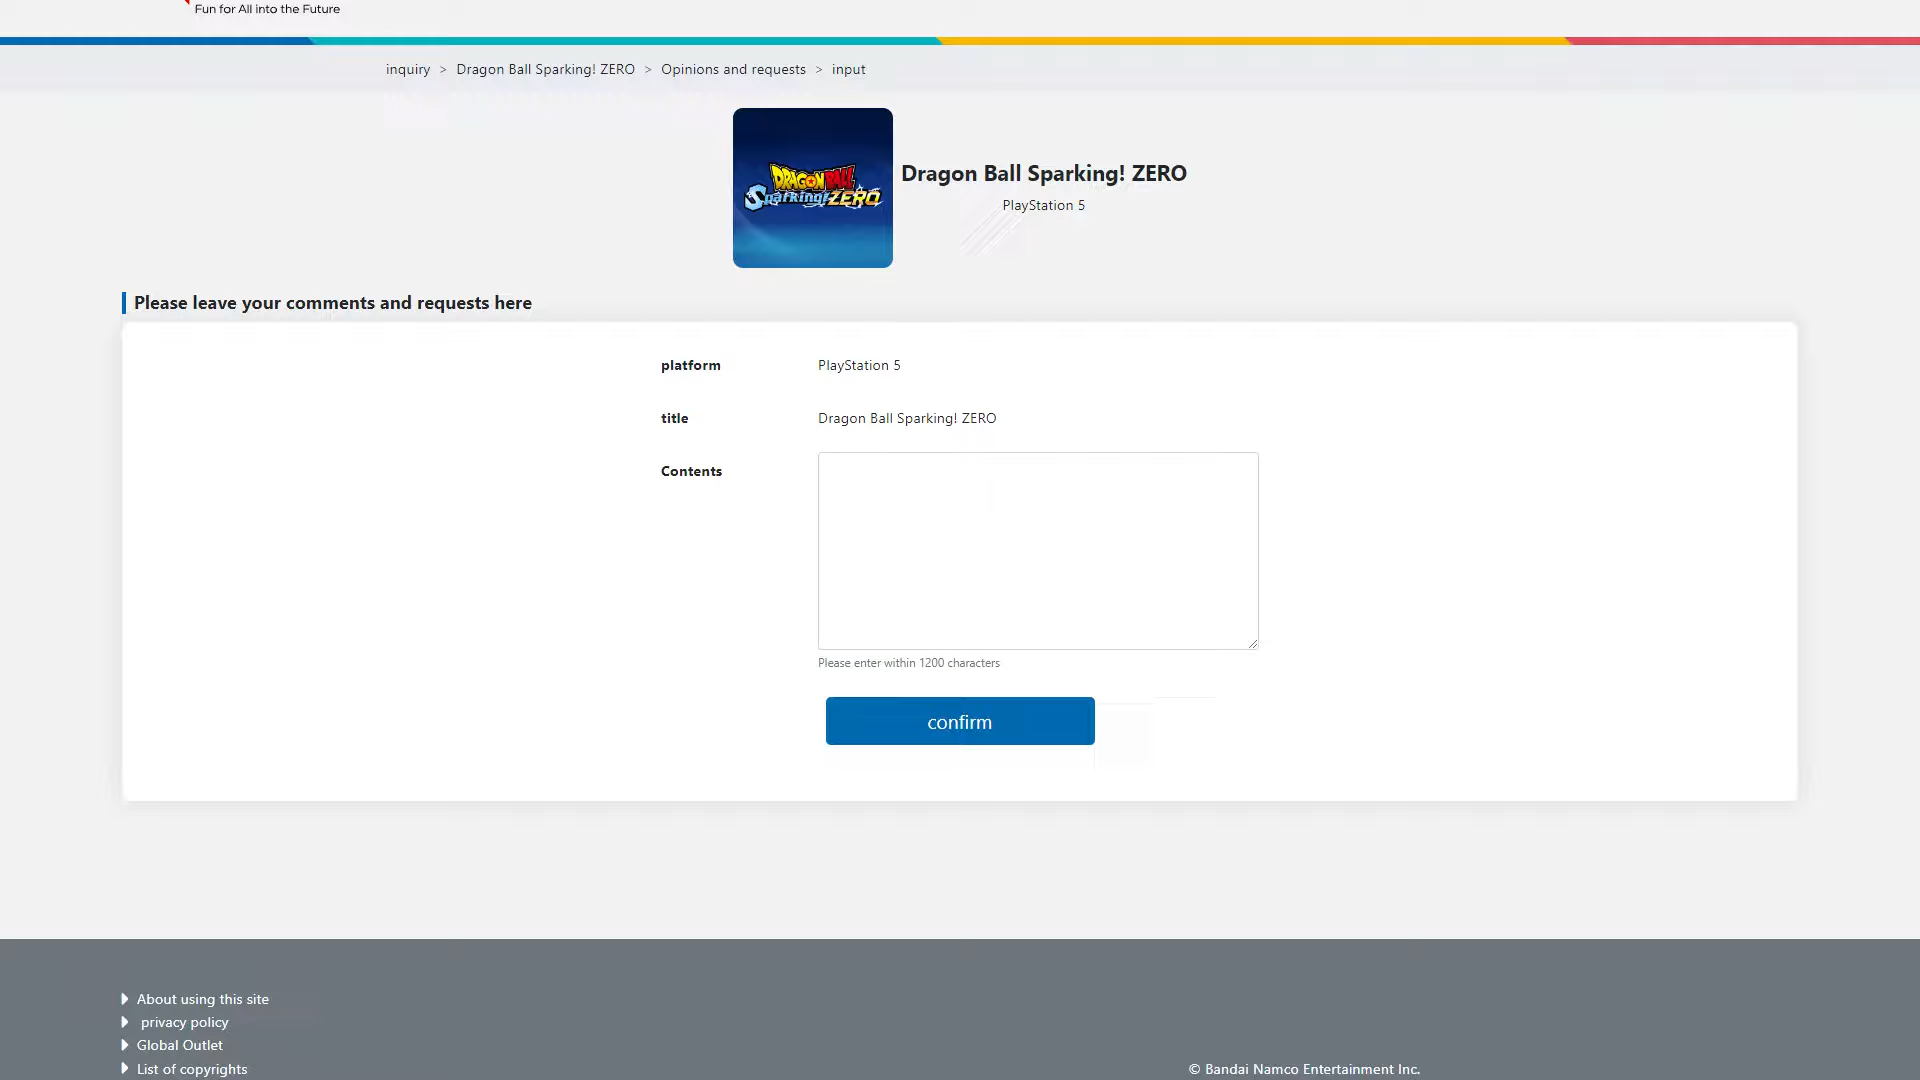 Fun for All into the Future
inquiry > Dragon Ball Sparking! ZERO > Opinions and requests > input
DRAGON BALL
Sparking! ZERO
Dragon Ball Sparking! ZERO
PlayStation 5
Please leave your comments and requests here
platform PlayStation 5
title Dragon Ball Sparking! ZERO
Contents
Please enter within 1200 characters
confirm
About using this site
privacy policy
Global Outlet
List of copyrights
© Bandai Namco Entertainment Inc.